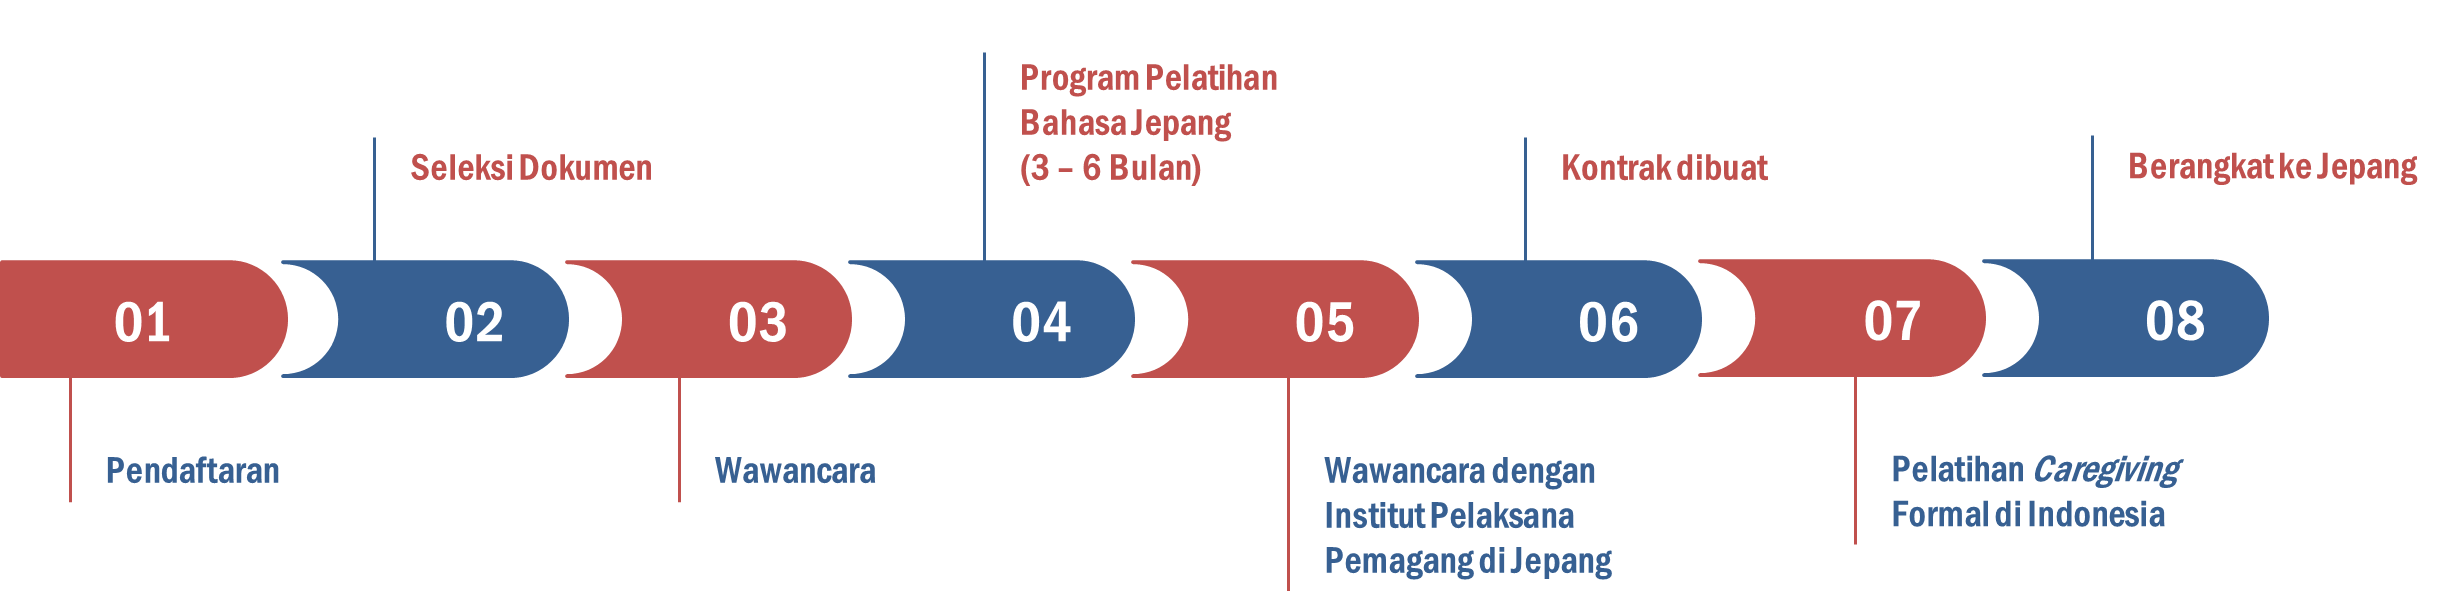 01
Pendaftaran
02
Seleksi Dokumen
03
Wawancara
04
Program Pelatihan
Bahasa Jepang
(3 – 6 Bulan)
05
Wawancara dengan
Institut Pelaksana
Pemagang di Jepang
06
Kontrak dibuat
07
Pelatihan Caregiving
Formal di Indonesia
08
Berangkat ke Jepang